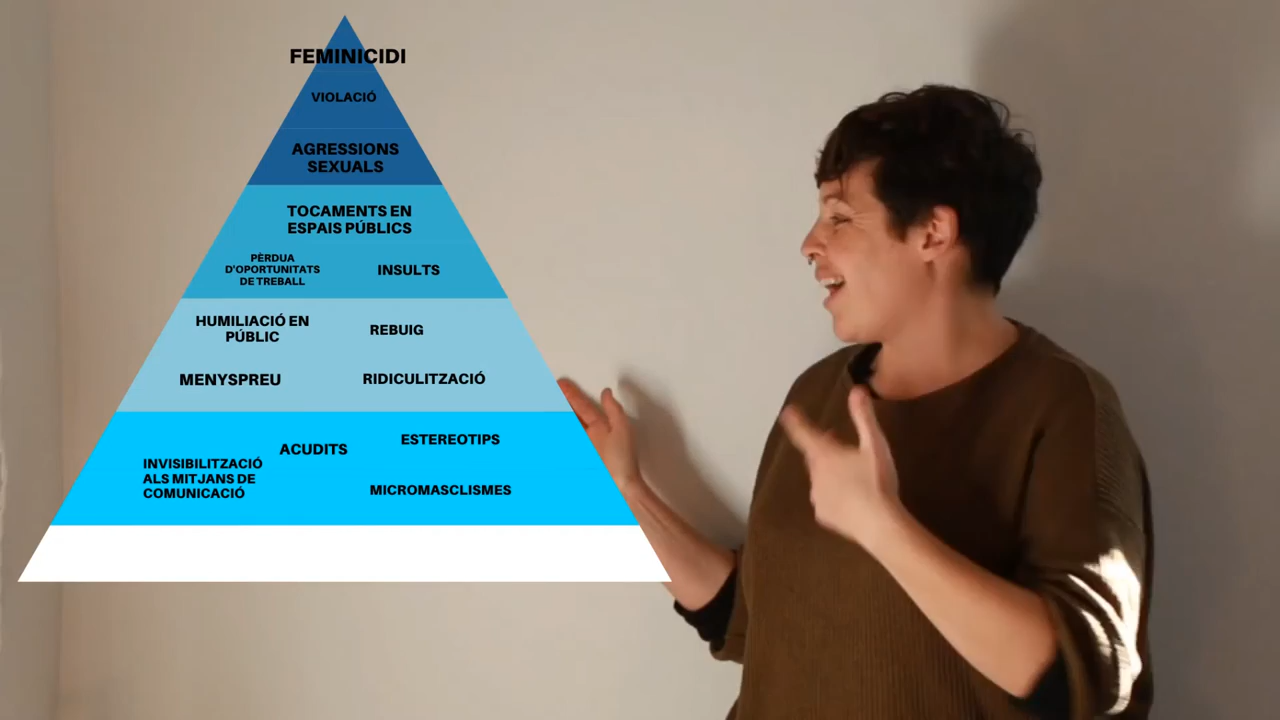 FEMINICIDI
VIOLACIÓ
AGRESSIONS
SEXUALS
TOCAMENTS EN
ESPAIS PÚBLICS
PÈRDUA
D'OPORTUNITATS
DE TREBALL
INSULTS
HUMILIACIÓ EN
PÚBLIC
REBUIG
MENYSPREU
RIDICULITZACIÓ
ACUDITS
ESTEREOTIPS
INVISIBILITZACIÓ
ALS MITJANS DE
COMUNICACIÓ
MICROMASCLISMES